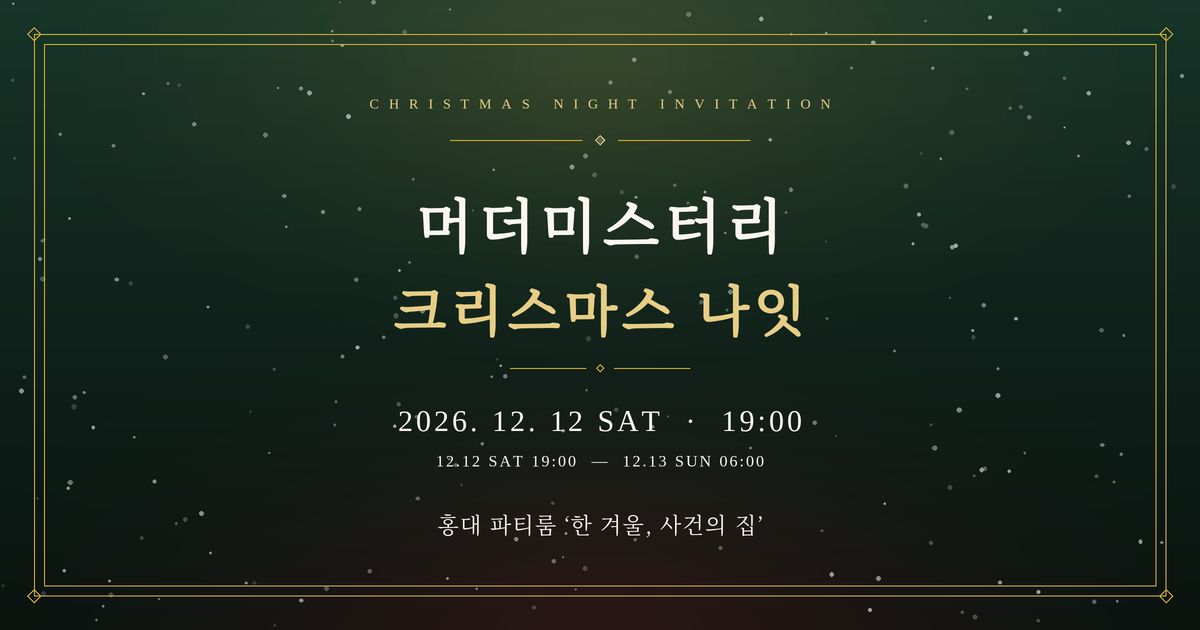 CHRISTMAS NIGHT INVITATION
머더미스터리
크리스마스 나잇
2026. 12. 12 SAT · 19:00
12.12 SAT 19:00 — 12.13 SUN 06:00
홍대 파티룸 ‘한 겨울, 사건의 집’